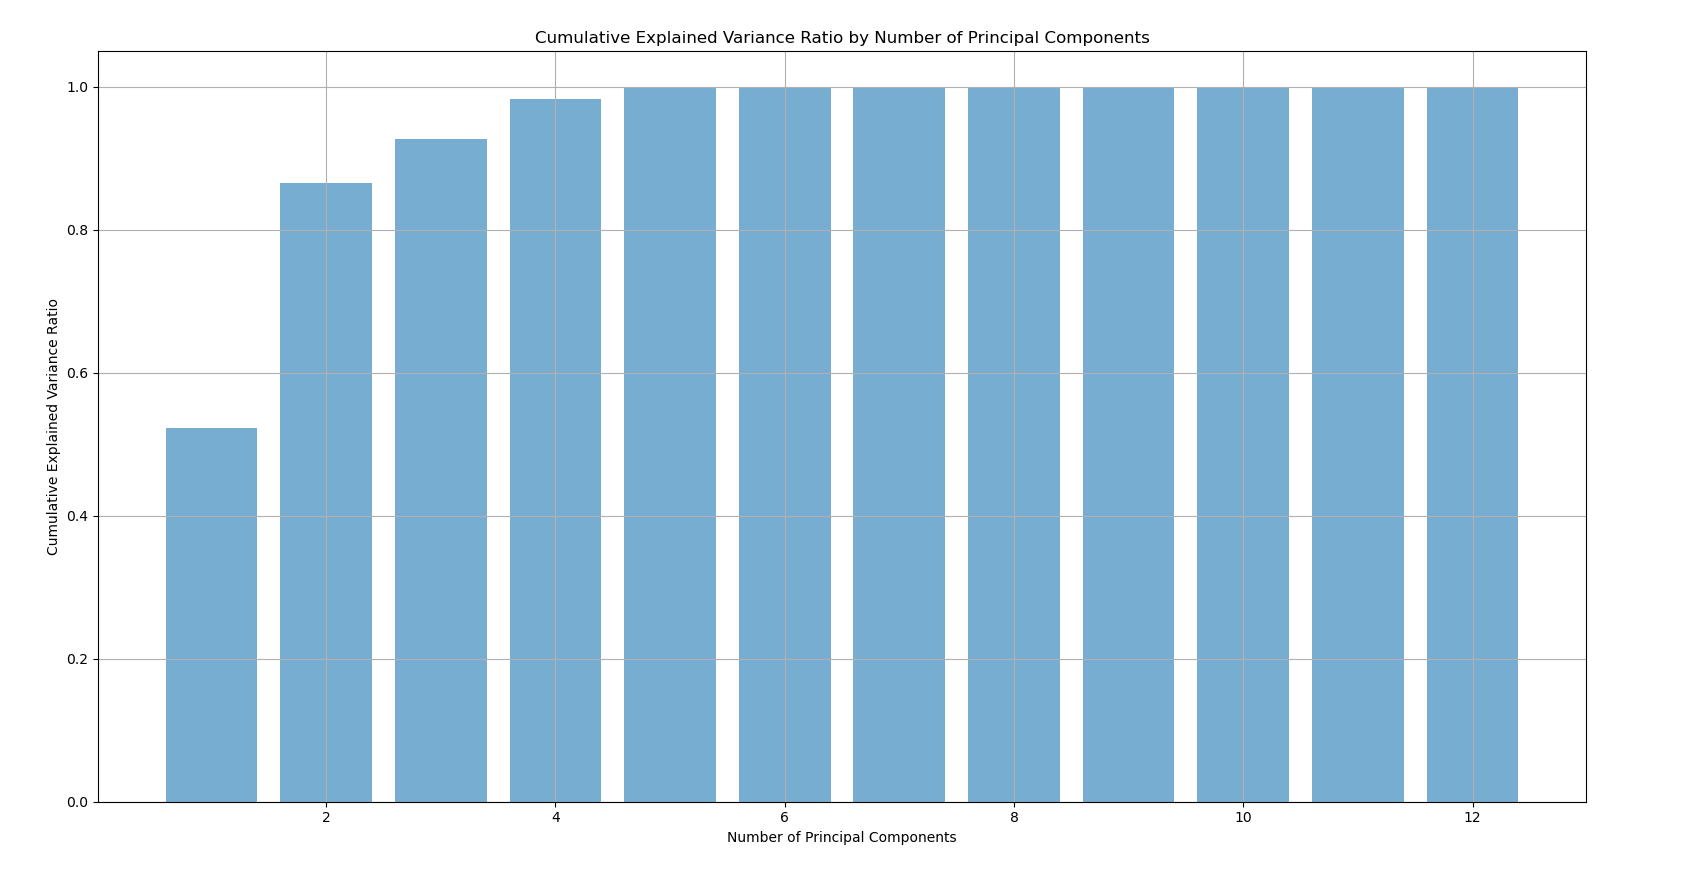 Cumulative Explained Variance Ratio by Number of Principal Components
Cumulative Explained Variance Ratio
1.0
0.8
0.6
0.4
0.2
0.0
2 4 6 8 10 12
Number of Principal Components